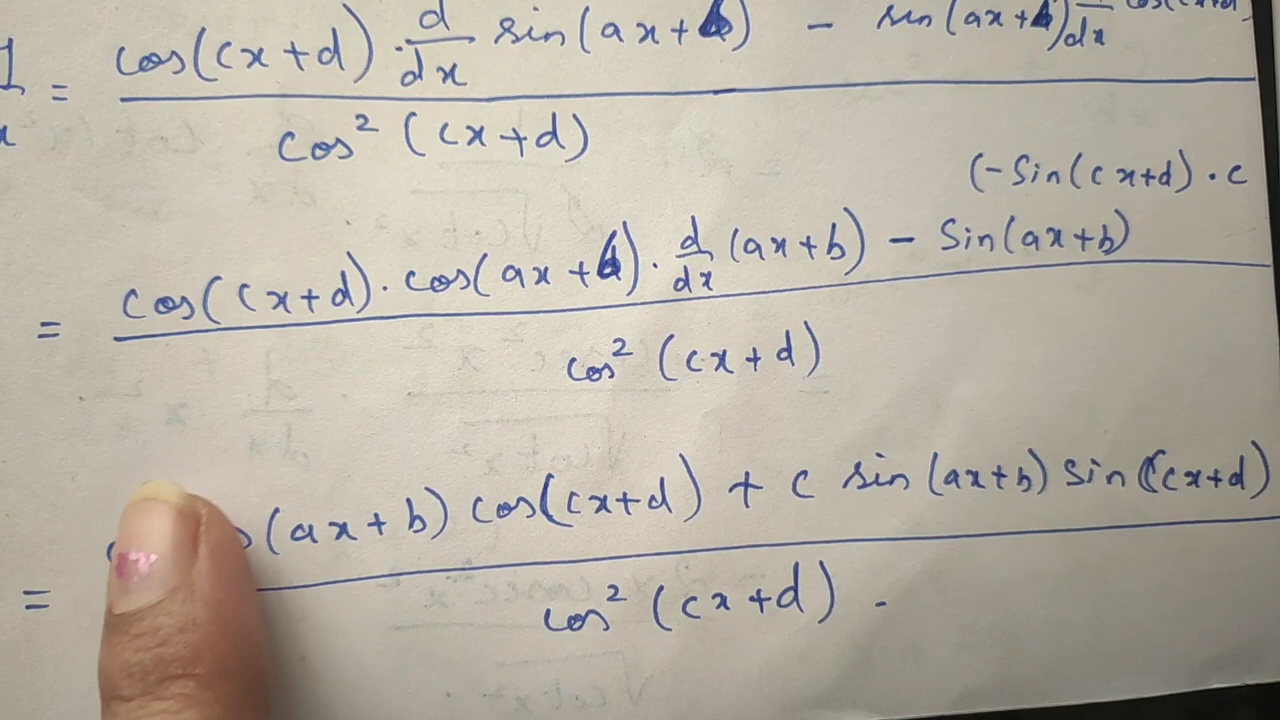 = cos(cx+d) · d/dx sin(ax+b) − sin(ax+b) d/dx
cos² (cx+d)
(-Sin(cx+d) · c
= cos(cx+d) · cos(ax+b) · d/dx (ax+b) − Sin(ax+b)
cos² (cx+d)
= (ax+b) cos(cx+d) + c sin(ax+b) sin(cx+d)
cos² (cx+d) .